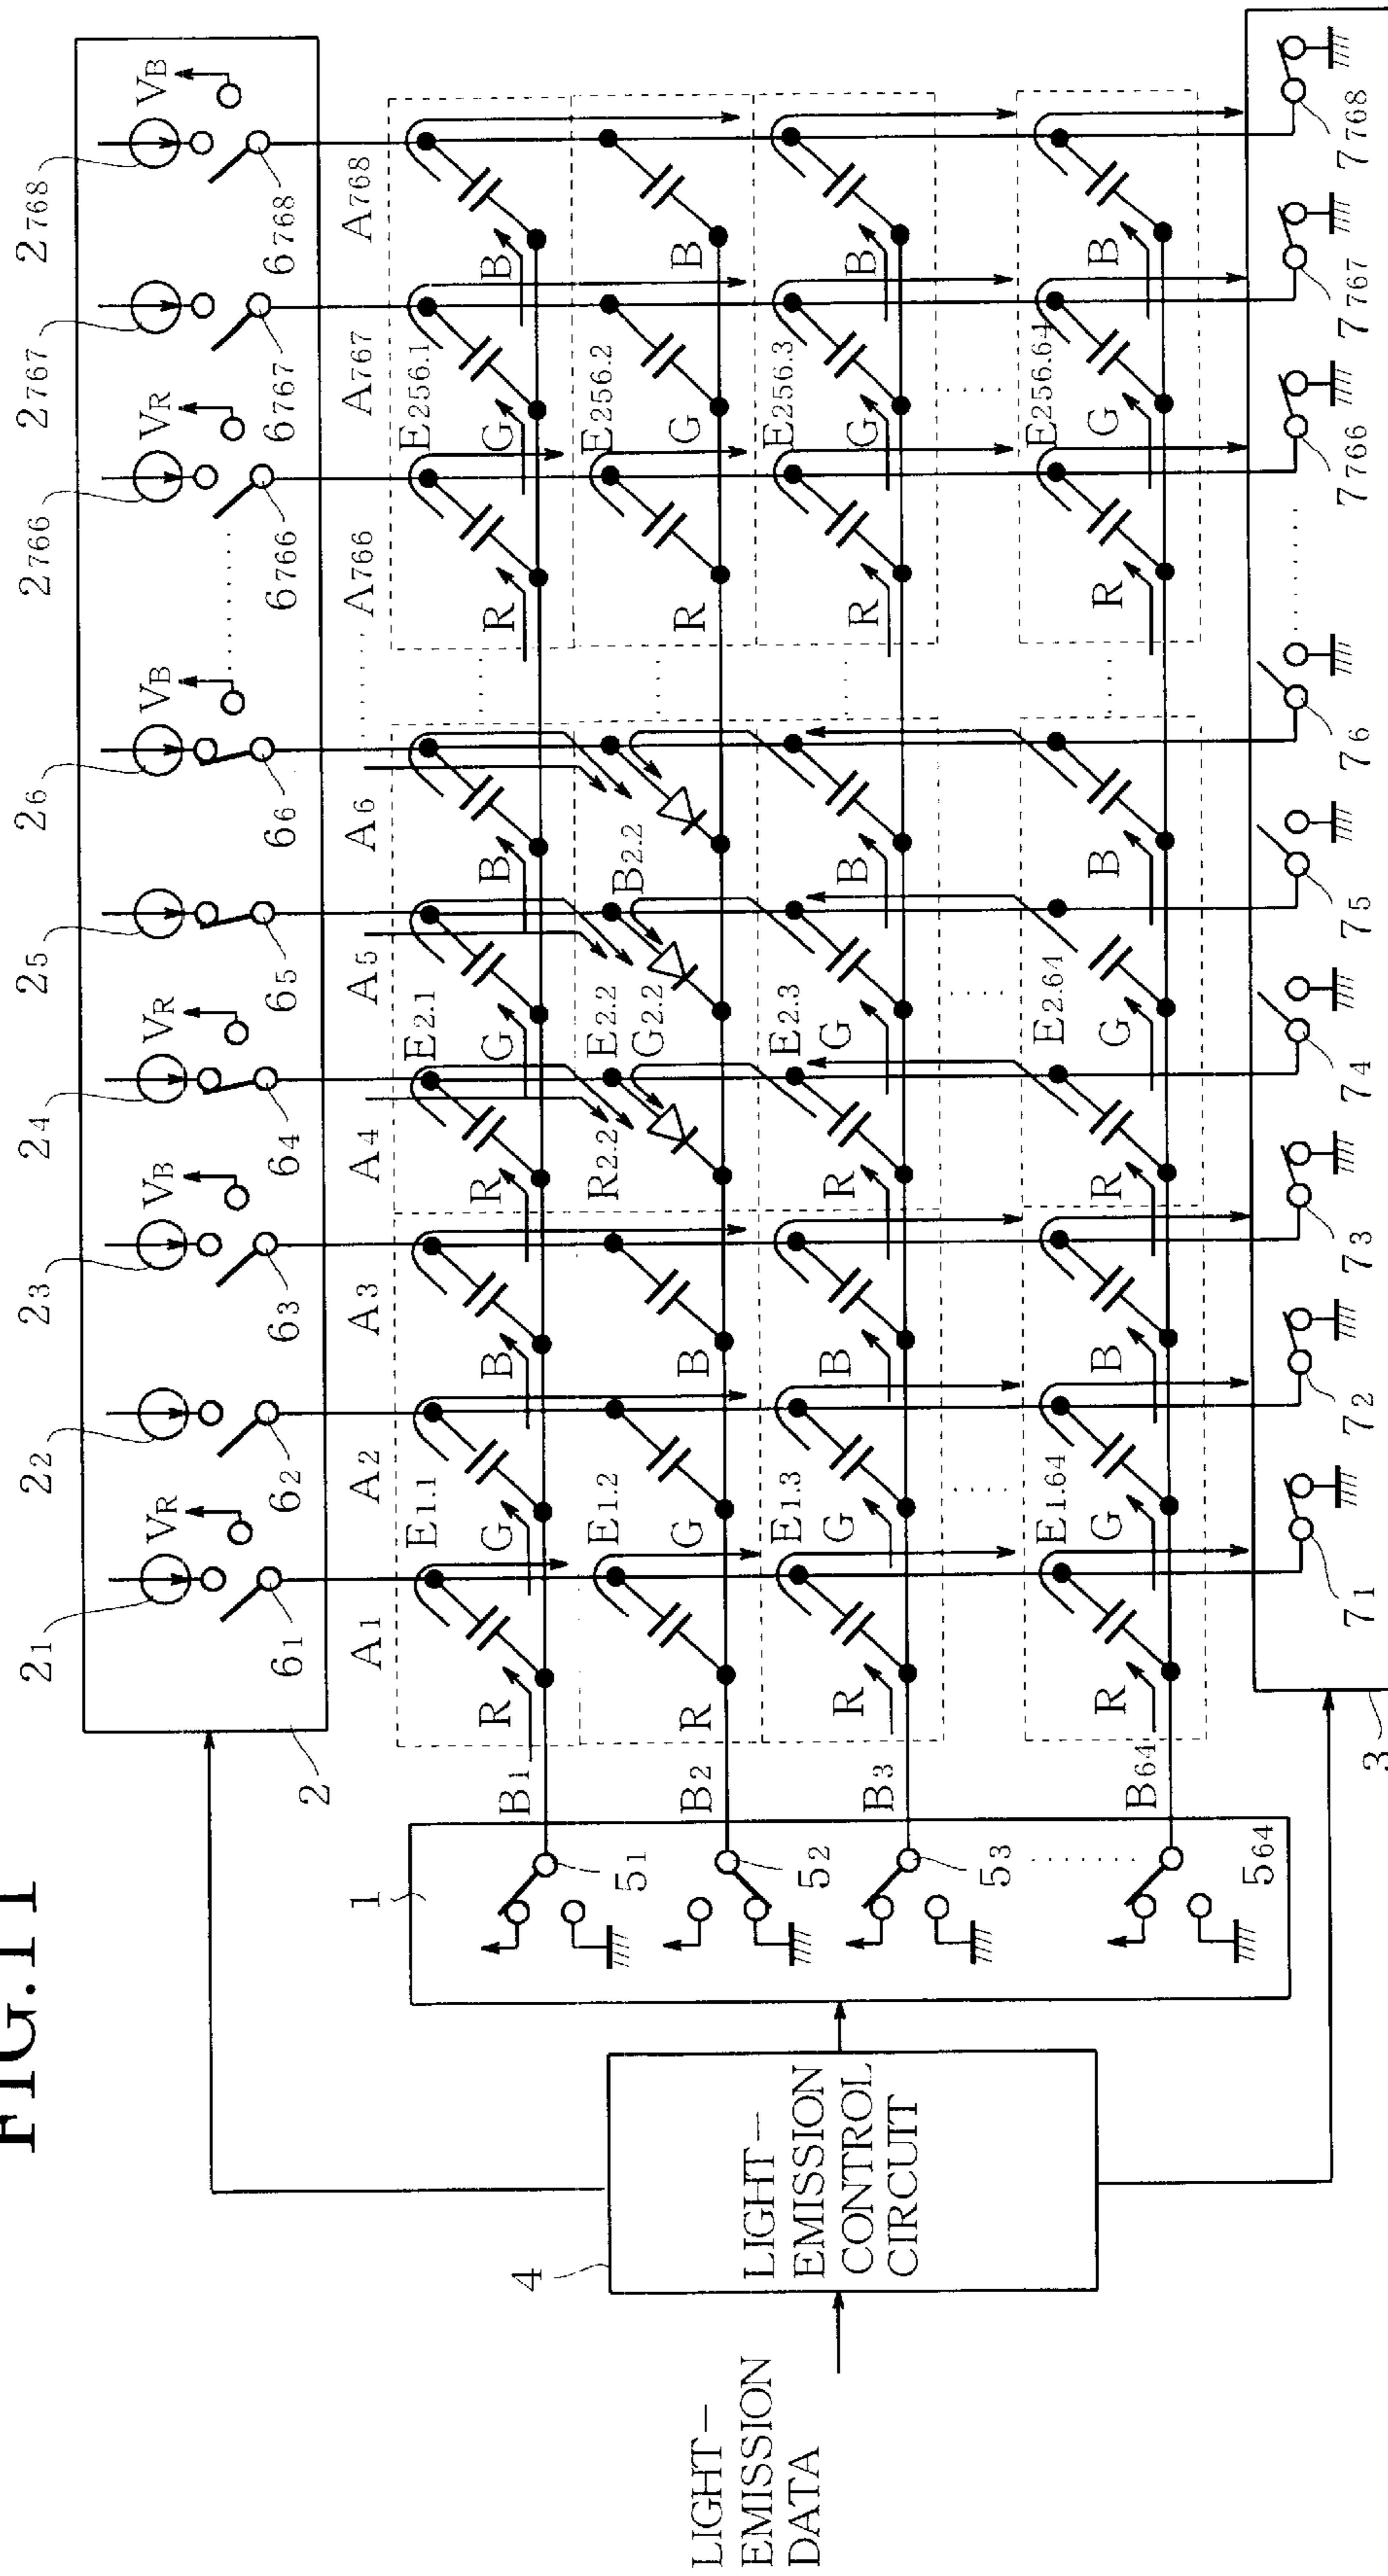 FIG. 11
2₁ 2₂ 2₃ 2₄ 2₅ 2₆ 2₇₆₆ 2₇₆₇ 2₇₆₈
V_R V_B V_R V_B V_R V_B
6₁ 6₂ 6₃ 6₄ 6₅ 6₆ 6₇₆₆ 6₇₆₇ 6₇₆₈
2
A₁ A₂ A₃ A₄ A₅ A₆ A₇₆₆ A₇₆₇ A₇₆₈
E₁.₁ E₂.₁ E₂₅₆.₁
1 B₁ R G B R G B R G B
5₁
E₁.₂ R₂.₂ E₂.₂ G₂.₂ B₂.₂ E₂₅₆.₂
B₂ R G B R G B
5₂
E₁.₃ E₂.₃ E₂₅₆.₃
B₃ R G B R G B R G B
5₃
E₁.₆₄ E₂.₆₄ E₂₅₆.₆₄
B₆₄ R G B R G B R G B
5₆₄
7₁ 7₂ 7₃ 7₄ 7₅ 7₆ 7₇₆₆ 7₇₆₇ 7₇₆₈
3
4
LIGHT–
EMISSION
CONTROL
CIRCUIT
LIGHT–
EMISSION
DATA